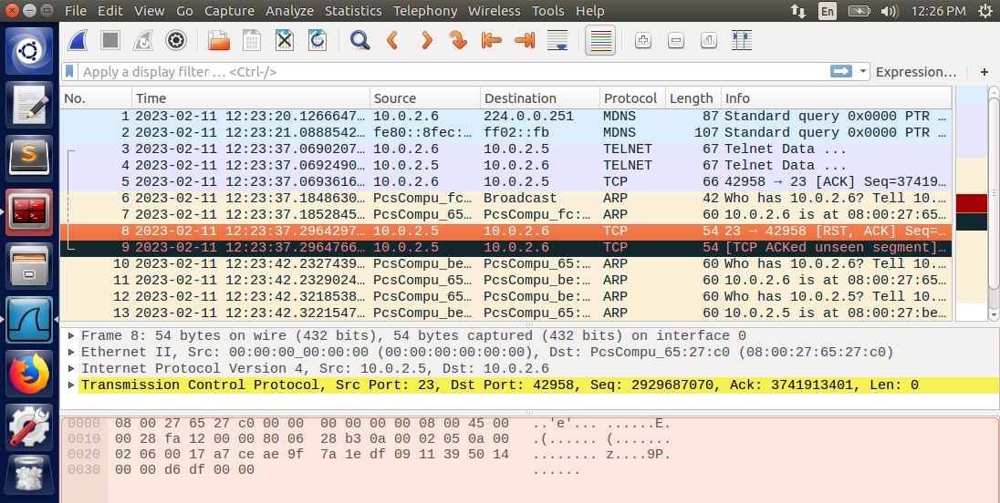 File Edit View Go Capture Analyze Statistics Telephony Wireless Tools Help En 12:26 PM
Apply a display filter … <Ctrl-/> Expression… +
No. Time Source Destination Protocol Length Info
1 2023-02-11 12:23:20.1266647… 10.0.2.6 224.0.0.251 MDNS 87 Standard query 0x0000 PTR …
2 2023-02-11 12:23:21.0888542… fe80::8fec:… ff02::fb MDNS 107 Standard query 0x0000 PTR …
3 2023-02-11 12:23:37.0690207… 10.0.2.6 10.0.2.5 TELNET 67 Telnet Data ...
4 2023-02-11 12:23:37.0692490… 10.0.2.5 10.0.2.6 TELNET 67 Telnet Data ...
5 2023-02-11 12:23:37.0693616… 10.0.2.6 10.0.2.5 TCP 66 42958 → 23 [ACK] Seq=37419…
6 2023-02-11 12:23:37.1848630… PcsCompu_fc… Broadcast ARP 42 Who has 10.0.2.6? Tell 10.…
7 2023-02-11 12:23:37.1852845… PcsCompu_65… PcsCompu_fc:… ARP 60 10.0.2.6 is at 08:00:27:65…
8 2023-02-11 12:23:37.2964297… 10.0.2.5 10.0.2.6 TCP 54 23 → 42958 [RST, ACK] Seq=…
9 2023-02-11 12:23:37.2964766… 10.0.2.5 10.0.2.6 TCP 54 [TCP ACKed unseen segment]…
10 2023-02-11 12:23:42.2327439… PcsCompu_be… PcsCompu_65:… ARP 60 Who has 10.0.2.6? Tell 10.…
11 2023-02-11 12:23:42.2329024… PcsCompu_65… PcsCompu_be:… ARP 60 10.0.2.6 is at 08:00:27:65…
12 2023-02-11 12:23:42.3218538… PcsCompu_65… PcsCompu_be:… ARP 60 Who has 10.0.2.5? Tell 10.…
13 2023-02-11 12:23:42.3221547… PcsCompu_be… PcsCompu_65:… ARP 60 10.0.2.5 is at 08:00:27:be…
Frame 8: 54 bytes on wire (432 bits), 54 bytes captured (432 bits) on interface 0
Ethernet II, Src: 00:00:00_00:00:00 (00:00:00:00:00:00), Dst: PcsCompu_65:27:c0 (08:00:27:65:27:c0)
Internet Protocol Version 4, Src: 10.0.2.5, Dst: 10.0.2.6
Transmission Control Protocol, Src Port: 23, Dst Port: 42958, Seq: 2929687070, Ack: 3741913401, Len: 0
0000 08 00 27 65 27 c0 00 00 00 00 00 00 08 00 45 00 ..'e'... ......E.
0010 00 28 fa 12 00 00 80 06 28 b3 0a 00 02 05 0a 00 .(...... (.......
0020 02 06 00 17 a7 ce ae 9f 7a 1e df 09 11 39 50 14 ........ z....9P.
0030 00 00 d6 df 00 00 ......